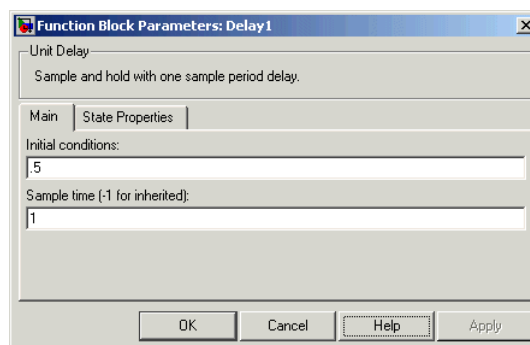 Function Block Parameters: Delay1
Unit Delay
Sample and hold with one sample period delay.
Main
State Properties
Initial conditions:
.5
Sample time (-1 for inherited):
1
OK
Cancel
Help
Apply